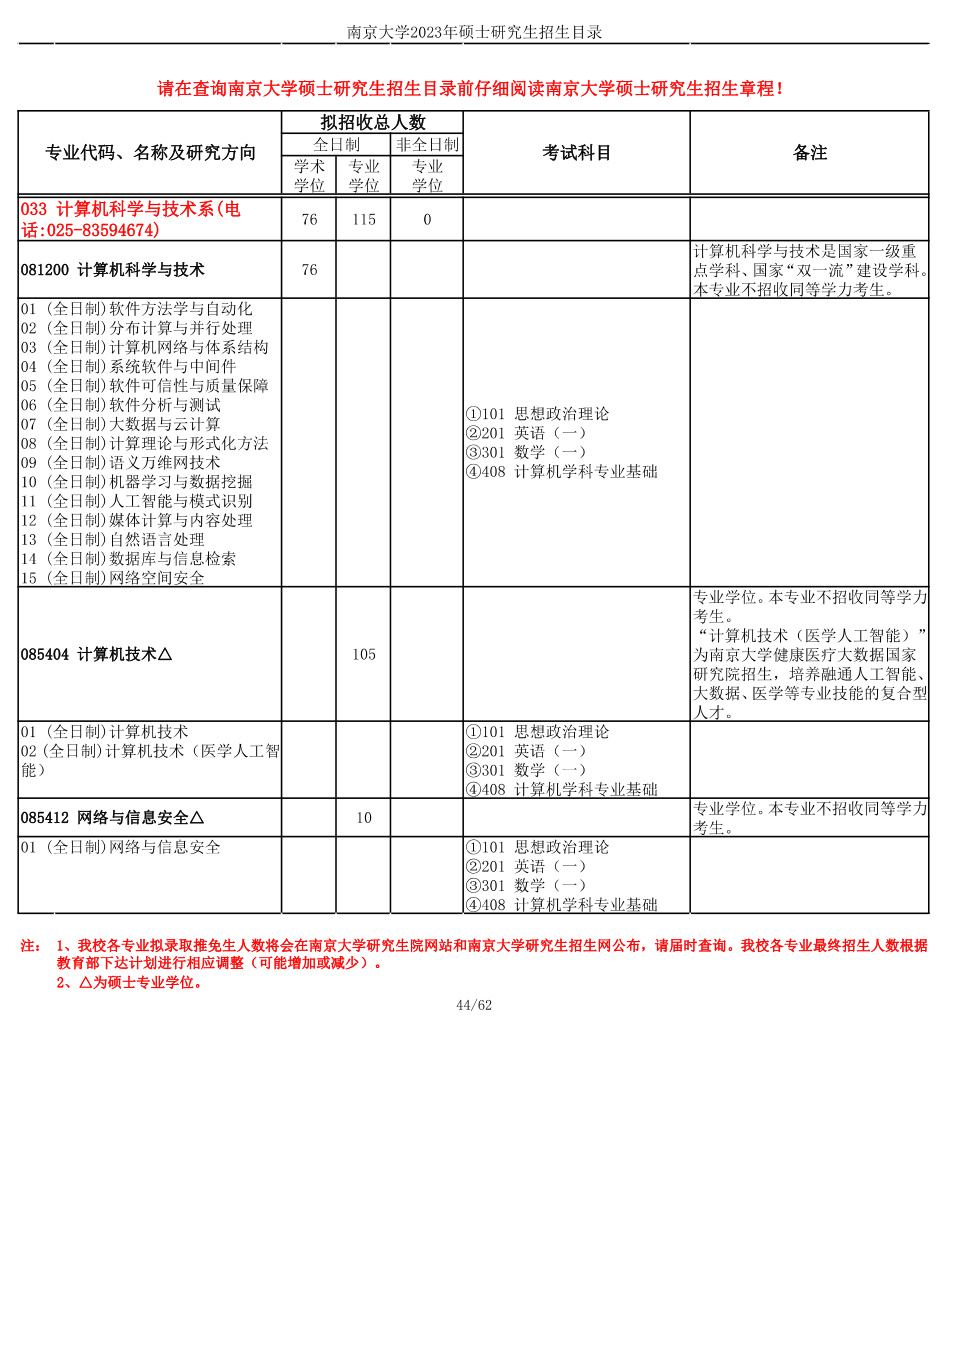 南京大学2023年硕士研究生招生目录
请在查询南京大学硕士研究生招生目录前仔细阅读南京大学硕士研究生招生章程！
专业代码、名称及研究方向
拟招收总人数
考试科目
备注
全日制
非全日制
学术
学位
专业
学位
专业
学位
033 计算机科学与技术系(电
话:025-83594674)
76
115
0
081200 计算机科学与技术
76
计算机科学与技术是国家一级重
点学科、国家“双一流”建设学科。
本专业不招收同等学力考生。
01 (全日制)软件方法学与自动化
02 (全日制)分布计算与并行处理
03 (全日制)计算机网络与体系结构
04 (全日制)系统软件与中间件
05 (全日制)软件可信性与质量保障
06 (全日制)软件分析与测试
07 (全日制)大数据与云计算
08 (全日制)计算理论与形式化方法
09 (全日制)语义万维网技术
10 (全日制)机器学习与数据挖掘
11 (全日制)人工智能与模式识别
12 (全日制)媒体计算与内容处理
13 (全日制)自然语言处理
14 (全日制)数据库与信息检索
15 (全日制)网络空间安全
①101 思想政治理论
②201 英语（一）
③301 数学（一）
④408 计算机学科专业基础
085404 计算机技术△
105
专业学位。本专业不招收同等学力
考生。
“计算机技术（医学人工智能）”
为南京大学健康医疗大数据国家
研究院招生，培养融通人工智能、
大数据、医学等专业技能的复合型
人才。
01 (全日制)计算机技术
02 (全日制)计算机技术（医学人工智
能）
①101 思想政治理论
②201 英语（一）
③301 数学（一）
④408 计算机学科专业基础
085412 网络与信息安全△
10
专业学位。本专业不招收同等学力
考生。
01 (全日制)网络与信息安全
①101 思想政治理论
②201 英语（一）
③301 数学（一）
④408 计算机学科专业基础
注： 1、我校各专业拟录取推免生人数将会在南京大学研究生院网站和南京大学研究生招生网公布，请届时查询。我校各专业最终招生人数根据
教育部下达计划进行相应调整（可能增加或减少）。
2、△为硕士专业学位。
44/62